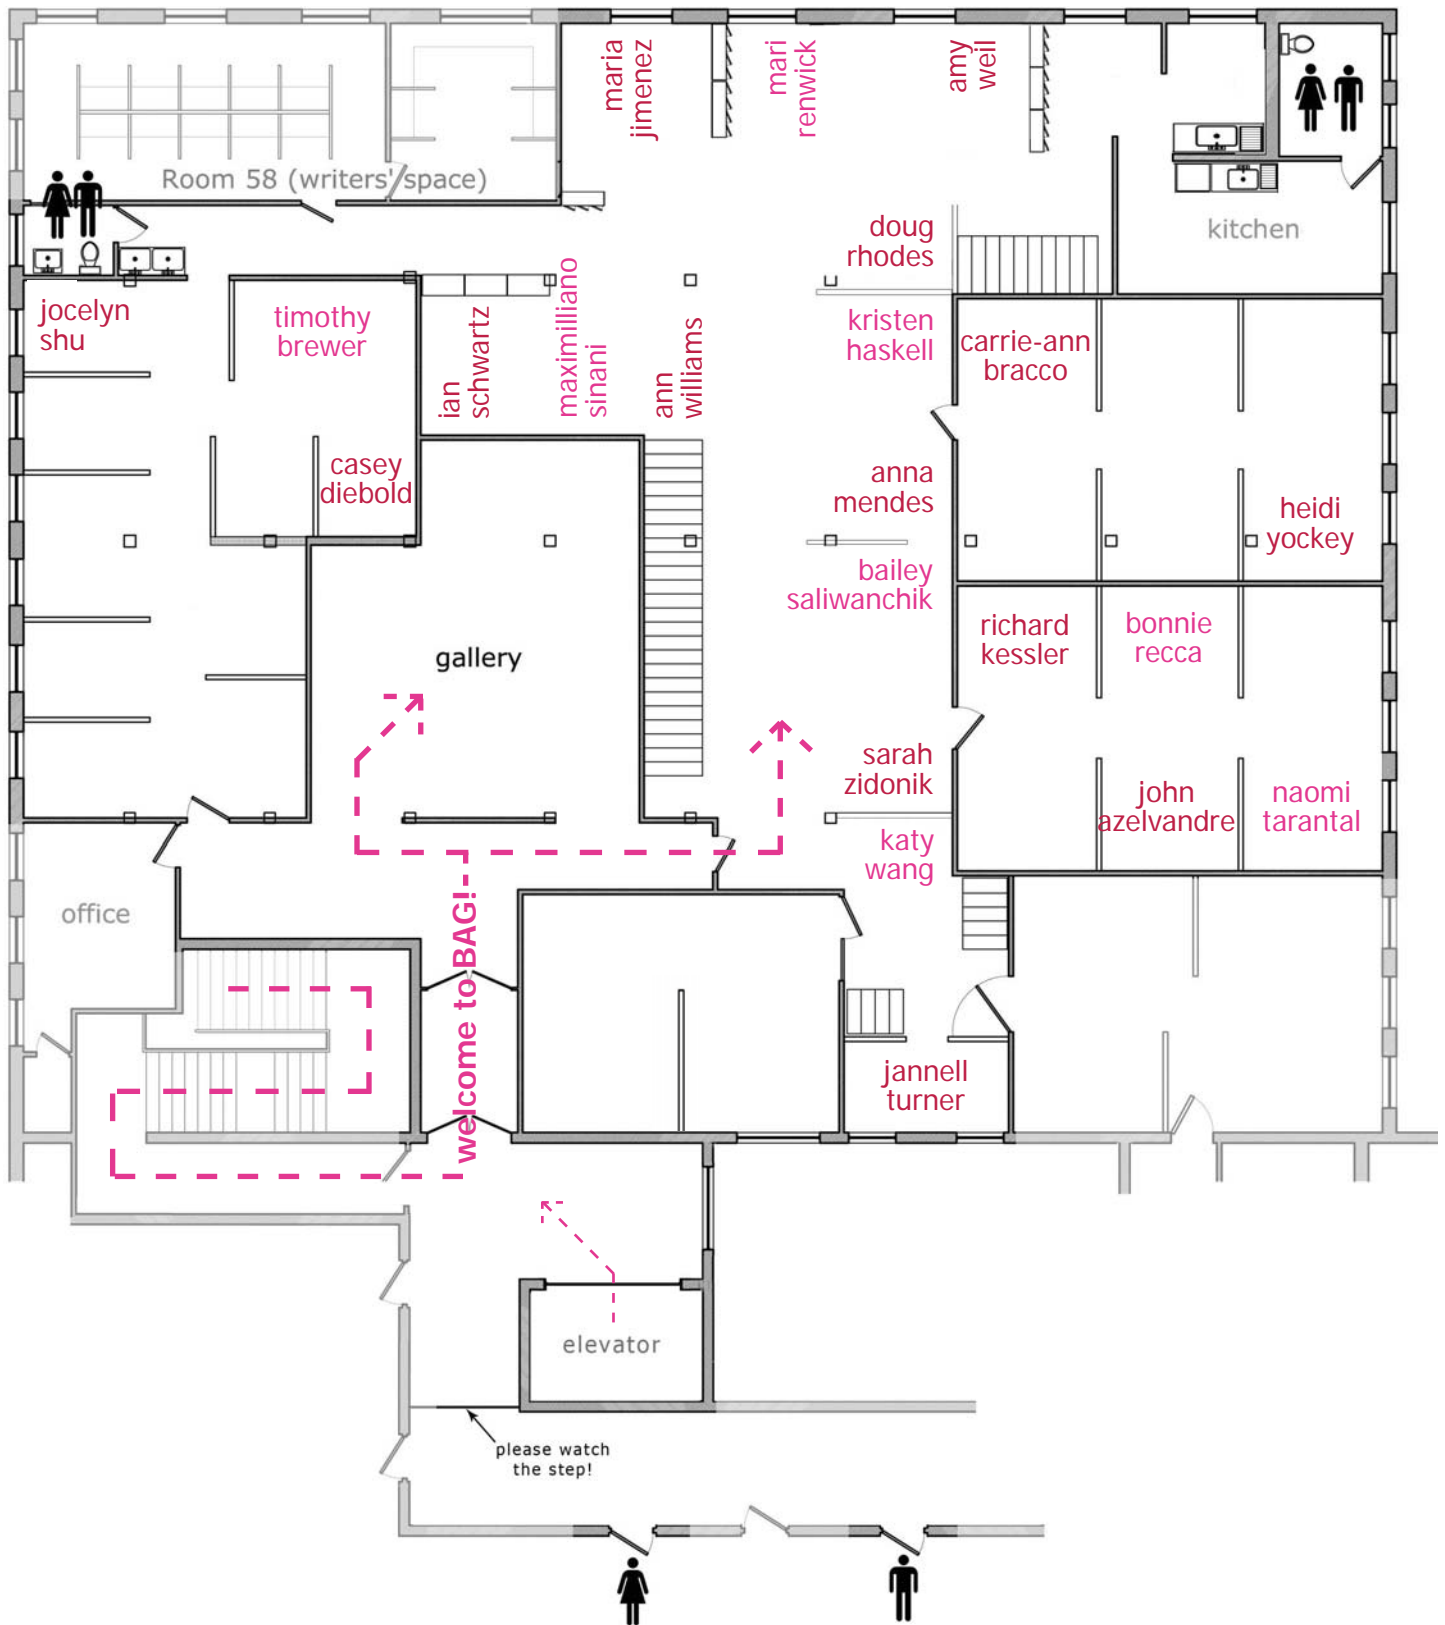 maria
jimenez
mari
renwick
amy
weil
Room 58 (writers' space)
doug
rhodes
kitchen
jocelyn
shu
timothy
brewer
ian
schwartz
maximilliano
sinani
ann
williams
kristen
haskell
carrie-ann
bracco
casey
diebold
anna
mendes
heidi
yockey
bailey
saliwanchik
richard
kessler
bonnie
recca
gallery
sarah
zidonik
john
azelvandre
naomi
tarantal
katy
wang
office
welcome to BAG!
jannell
turner
elevator
please watch
the step!